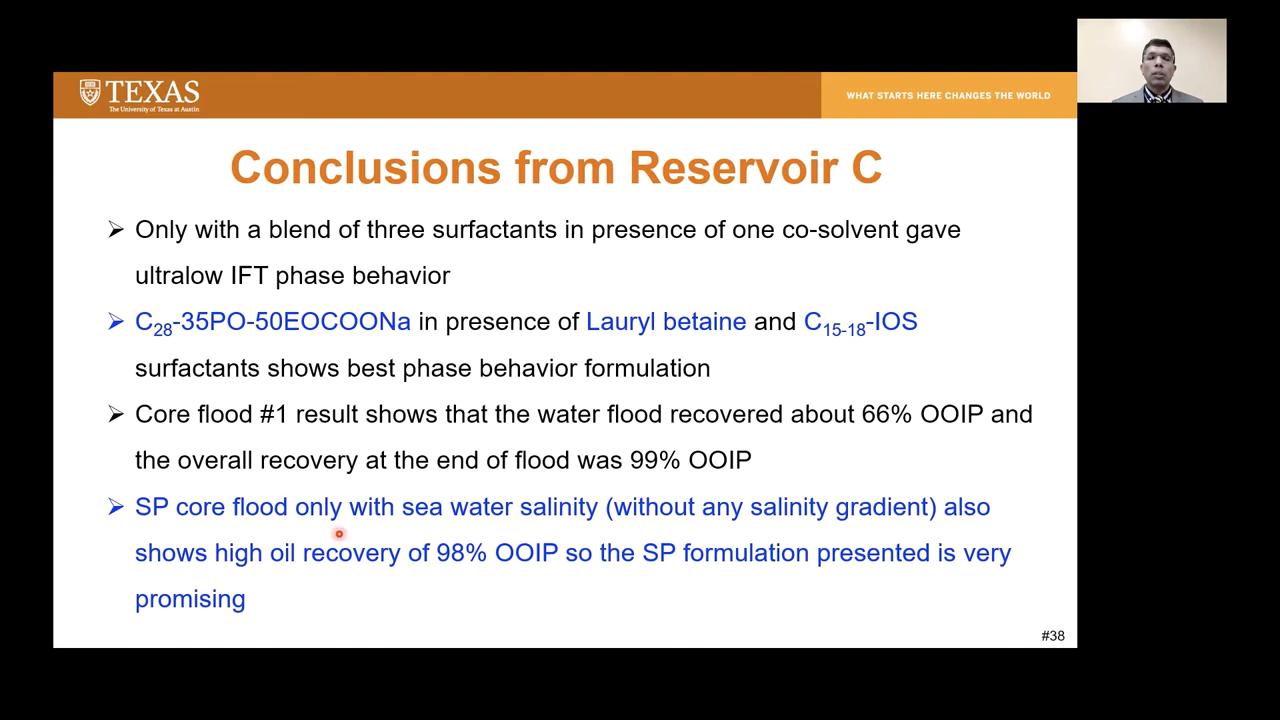 TEXAS
The University of Texas at Austin
WHAT STARTS HERE CHANGES THE WORLD
Conclusions from Reservoir C
➢ Only with a blend of three surfactants in presence of one co-solvent gave
ultralow IFT phase behavior
➢ C28-35PO-50EOCOONa in presence of Lauryl betaine and C15-18-IOS
surfactants shows best phase behavior formulation
➢ Core flood #1 result shows that the water flood recovered about 66% OOIP and
the overall recovery at the end of flood was 99% OOIP
➢ SP core flood only with sea water salinity (without any salinity gradient) also
shows high oil recovery of 98% OOIP so the SP formulation presented is very
promising
#38